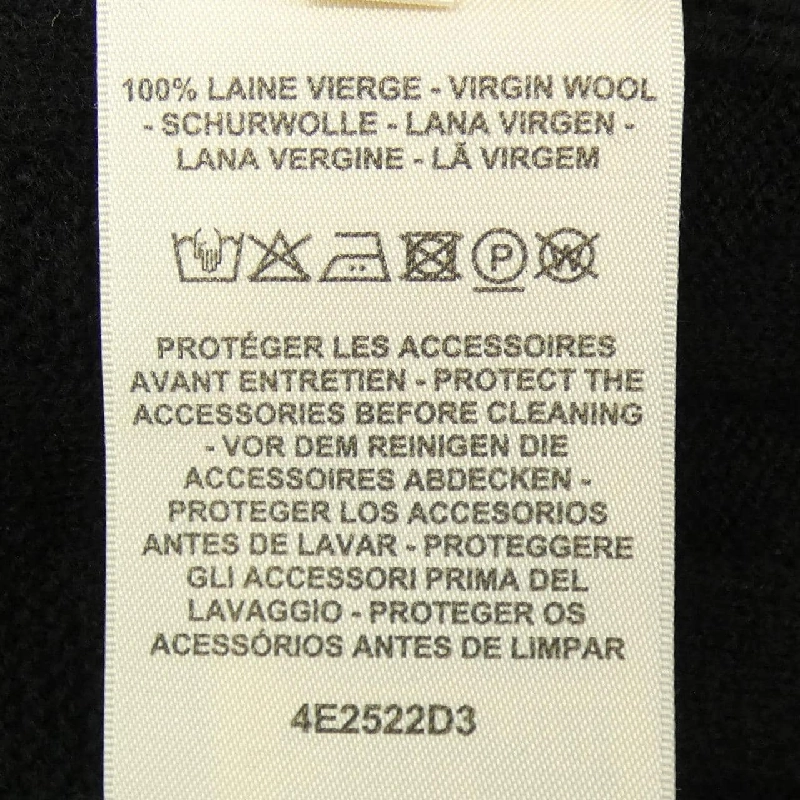 100% LAINE VIERGE - VIRGIN WOOL
- SCHURWOLLE - LANA VIRGEN -
LANA VERGINE - LÃ VIRGEM
P W
PROTÉGER LES ACCESSOIRES
AVANT ENTRETIEN - PROTECT THE
ACCESSORIES BEFORE CLEANING
- VOR DEM REINIGEN DIE
ACCESSOIRES ABDECKEN -
PROTEGER LOS ACCESORIOS
ANTES DE LAVAR - PROTEGGERE
GLI ACCESSORI PRIMA DEL
LAVAGGIO - PROTEGER OS
ACESSÓRIOS ANTES DE LIMPAR
4E2522D3